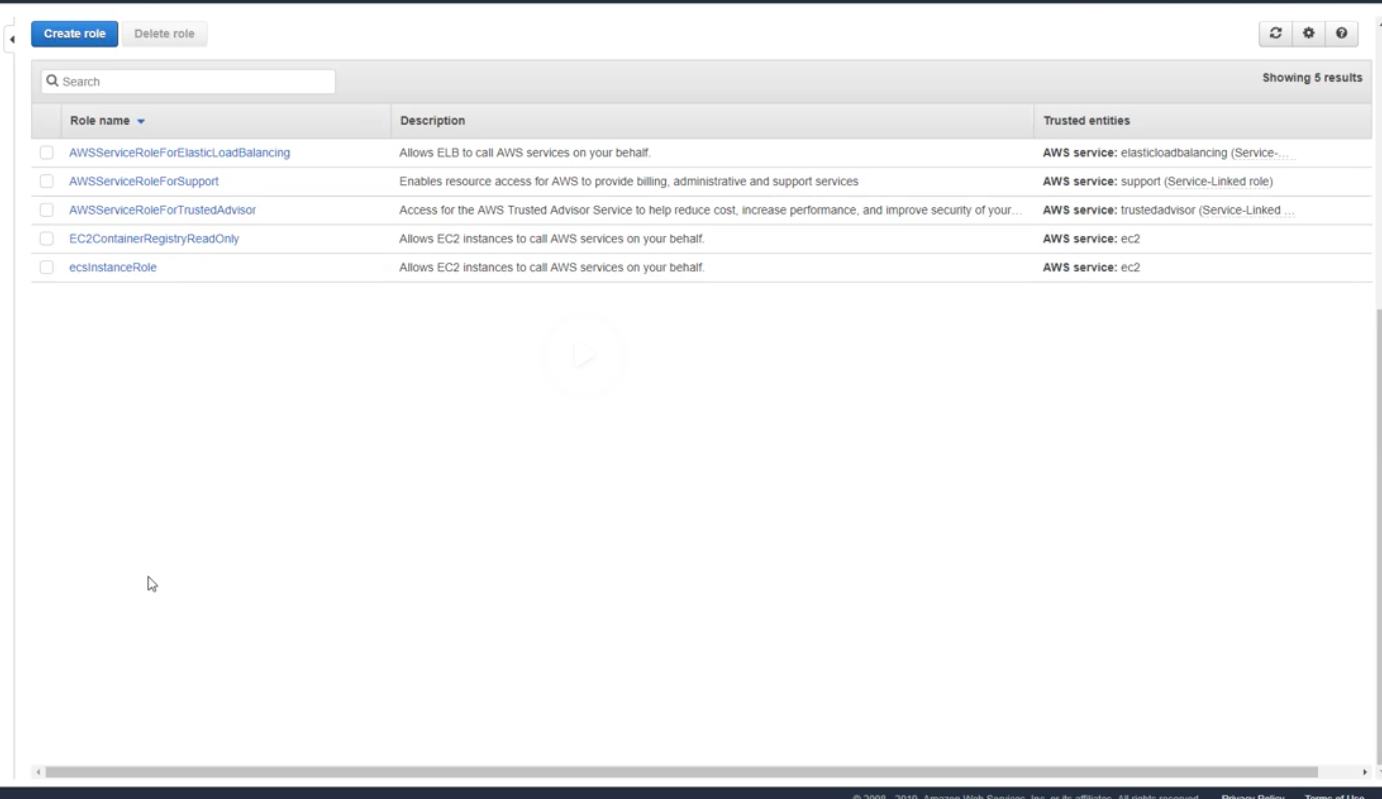 Create role Delete role
Search
Showing 5 results
Role name Description Trusted entities
AWSServiceRoleForElasticLoadBalancing Allows ELB to call AWS services on your behalf. AWS service: elasticloadbalancing (Service-...
AWSServiceRoleForSupport Enables resource access for AWS to provide billing, administrative and support services AWS service: support (Service-Linked role)
AWSServiceRoleForTrustedAdvisor Access for the AWS Trusted Advisor Service to help reduce cost, increase performance, and improve security of your... AWS service: trustedadvisor (Service-Linked ...
EC2ContainerRegistryReadOnly Allows EC2 instances to call AWS services on your behalf. AWS service: ec2
ecsInstanceRole Allows EC2 instances to call AWS services on your behalf. AWS service: ec2
© 2008 - 2019, Amazon Web Services, Inc. or its affiliates. All rights reserved. Privacy Policy Terms of Use